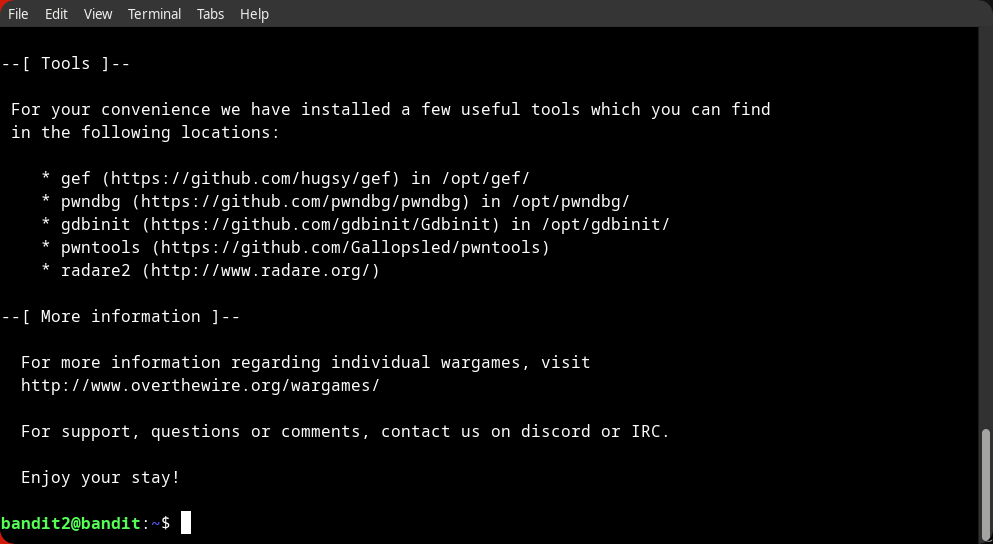 File Edit View Terminal Tabs Help
--[ Tools ]--
For your convenience we have installed a few useful tools which you can find
in the following locations:
* gef (https://github.com/hugsy/gef) in /opt/gef/
* pwndbg (https://github.com/pwndbg/pwndbg) in /opt/pwndbg/
* gdbinit (https://github.com/gdbinit/Gdbinit) in /opt/gdbinit/
* pwntools (https://github.com/Gallopsled/pwntools)
* radare2 (http://www.radare.org/)
--[ More information ]--
For more information regarding individual wargames, visit
http://www.overthewire.org/wargames/
For support, questions or comments, contact us on discord or IRC.
Enjoy your stay!
bandit2@bandit:~$